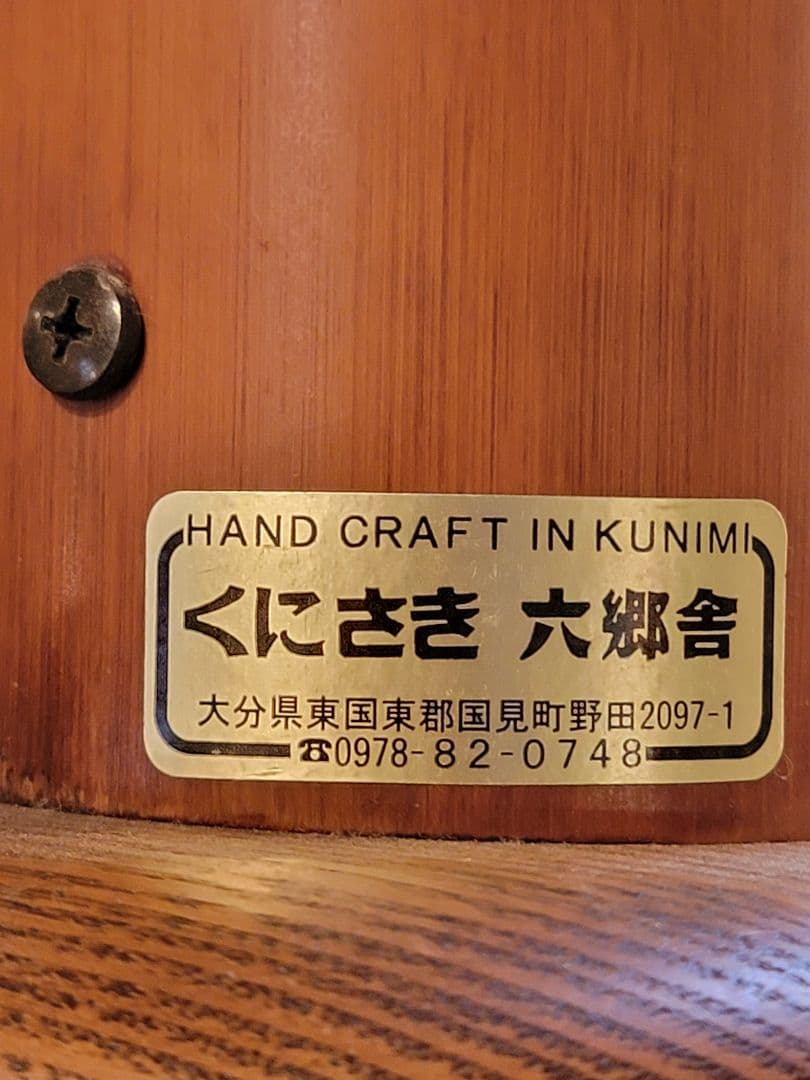 HAND CRAFT IN KUNIMI
くにさき 六郷舎
大分県東国東郡国見町野田2097-1
☎0978-82-0748